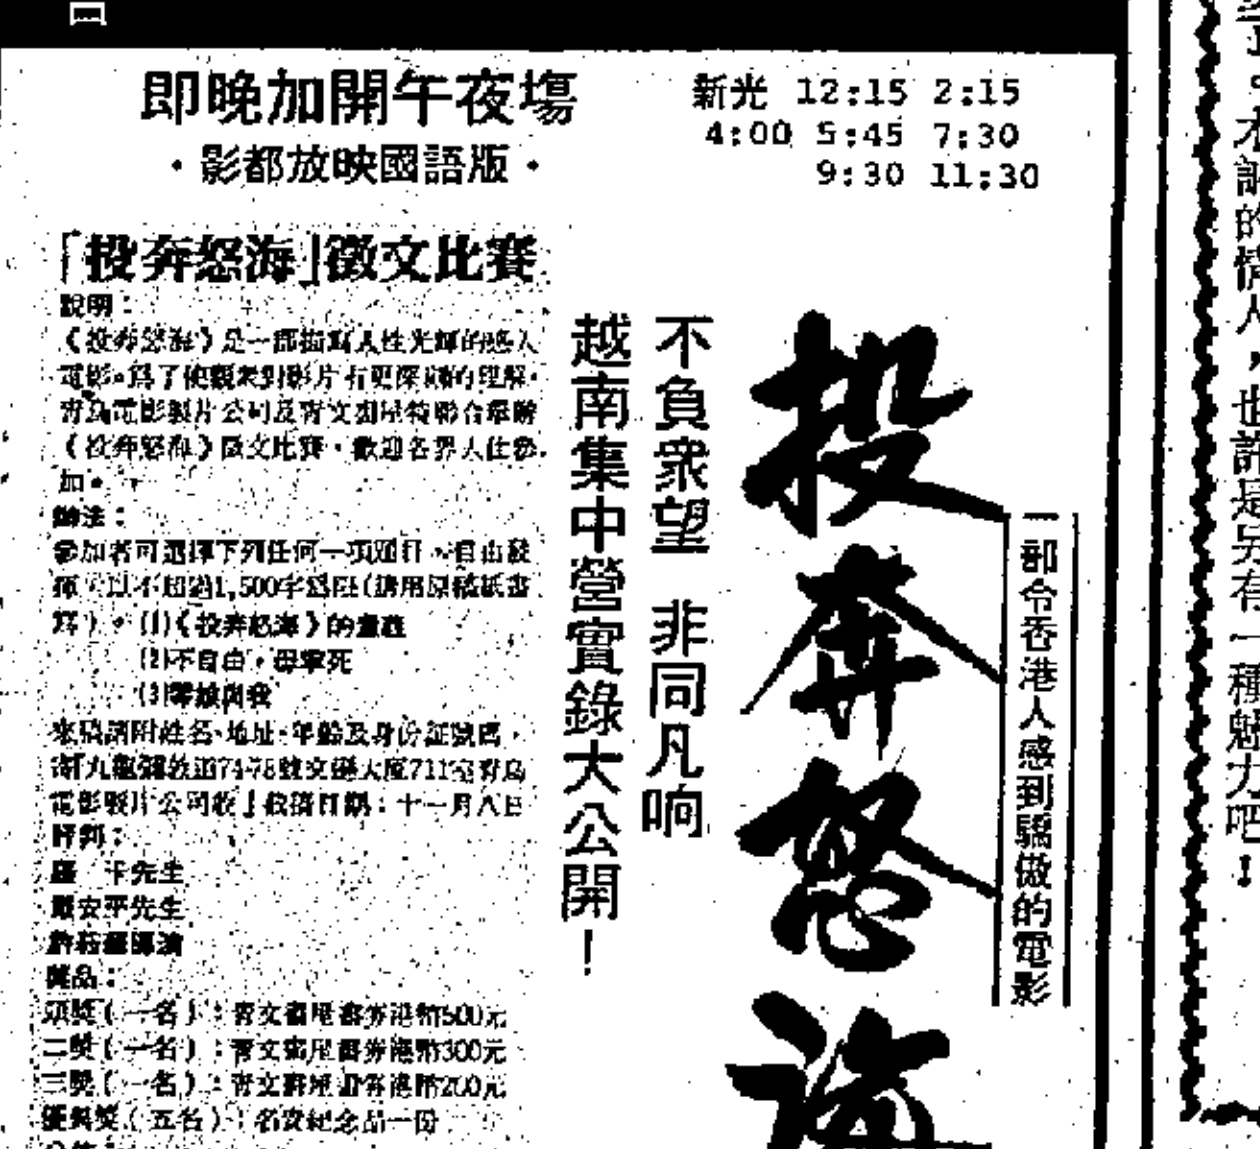 即晚加開午夜場
·影都放映國語版·
新光 12:15 2:15
4:00 5:45 7:30
9:30 11:30
「投奔怒海」徵文比賽
說明：
《投奔怒海》是一部描寫人性光輝的感人
電影。爲了使觀衆對影片有更深刻的理解，
青鳥電影製片公司及青文書屋特聯合舉辦
《投奔怒海》徵文比賽，歡迎各界人仕參
加。
辦法：
參加者可選擇下列任何一項題材，自由發
揮，以不超過1,500字爲限(請用原稿紙書
寫)。(1)《投奔怒海》的
(2)不自由，毋寧死
(3)琴娘與我
來稿請附姓名、地址、年齡及身份証號碼，
寄「九龍彌敦道74-78號文遜大廈711室青鳥
電影製片公司收」截稿日期：十一月八日
評判：
羅 卡先生
先生
許鞍華導演
獎品：
頭獎(一名)：青文書屋書券港幣500元
二獎(一名)：青文書屋書券港幣300元
三獎(一名)：青文書屋書券港幣200元
優異獎(五名)：名貴紀念品一份
不負衆望 非同凡响
越南集中營實錄大公開！
投奔怒海
一部令香港人感到驕傲的電影
的情人，也許是另有一種魅力吧！